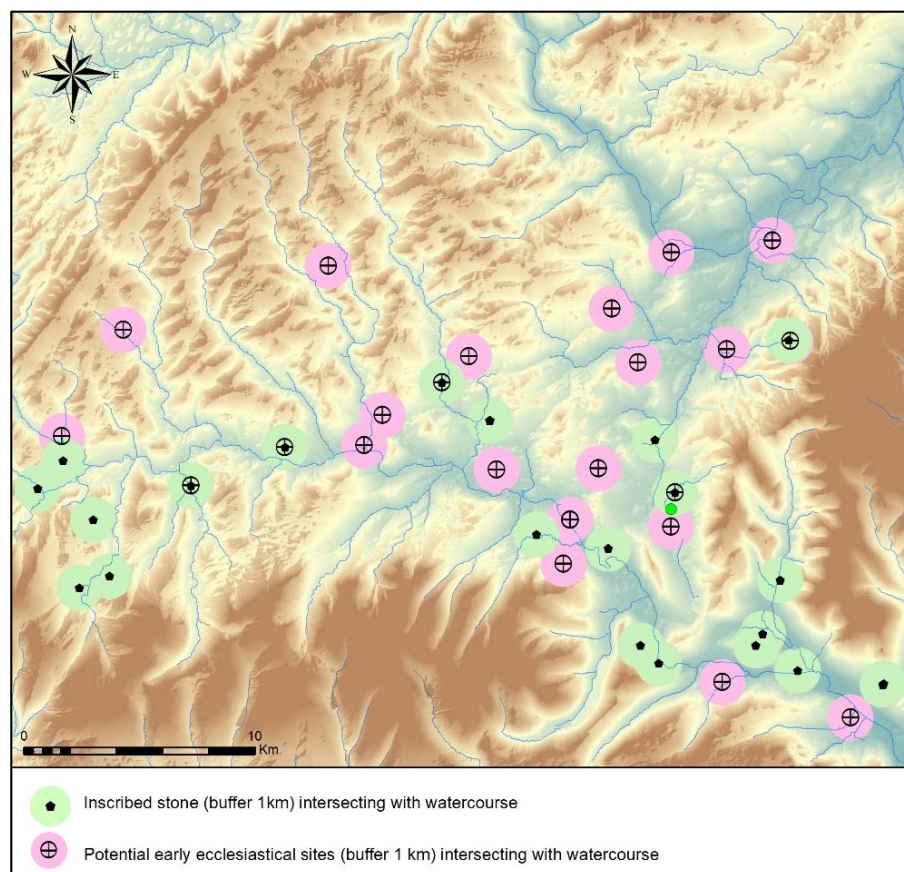 N
W E
S
0 10
Km
Inscribed stone (buffer 1km) intersecting with watercourse
Potential early ecclesiastical sites (buffer 1 km) intersecting with watercourse